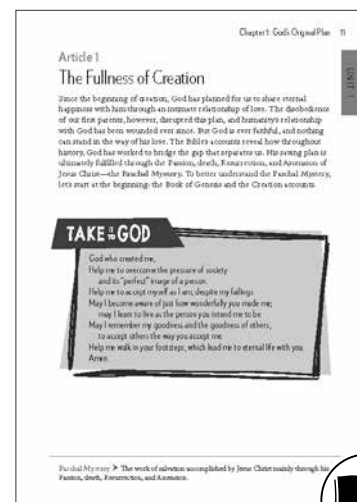 Chapter 1: God's Original Plan 11
UNIT 1
Article 1
The Fullness of Creation
Since the beginning of creation, God has planned for us to share eternal
happiness with him through an intimate relationship of love. The disobedience
of our first parents, however, disrupted this plan, and humanity's relationship
with God has been wounded ever since. But God is ever faithful, and nothing
can stand in the way of his love. The Bible's accounts reveal how throughout
history, God has worked to bridge the gap that separates us. His saving plan is
ultimately fulfilled through the Passion, death, Resurrection, and Ascension of
Jesus Christ—the Paschal Mystery. To better understand the Paschal Mystery,
let's start at the beginning: the Book of Genesis and the Creation accounts.
TAKE IT TO GOD
God who created me,
Help me to overcome the pressure of society
and its "perfect" image of a person.
Help me to accept myself as I am, despite my failings.
May I become aware of just how wonderfully you made me;
may I learn to live as the person you intend me to be.
May I remember my goodness and the goodness of others,
to accept others the way you accept me.
Help me walk in your footsteps, which lead me to eternal life with you.
Amen.
Paschal Mystery ➤ The work of salvation accomplished by Jesus Christ mainly through his
Passion, death, Resurrection, and Ascension.